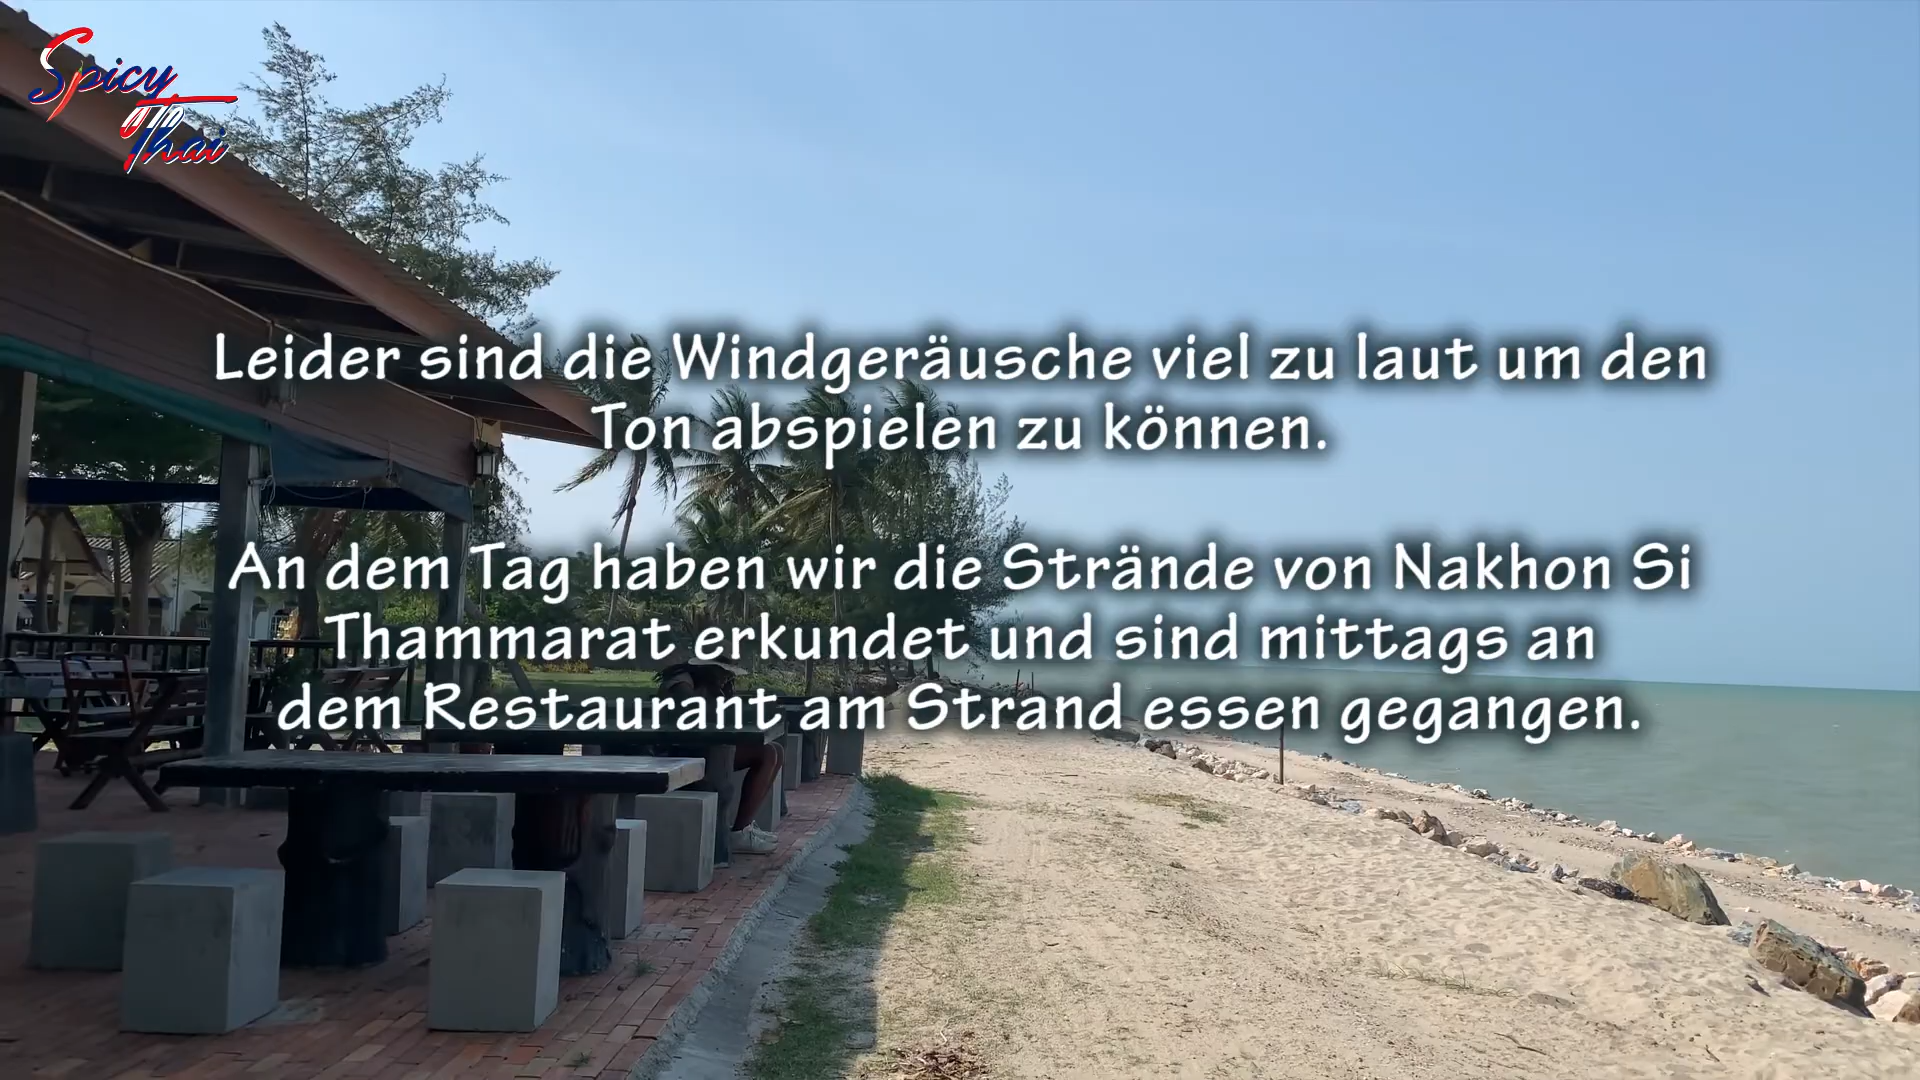 Spicy
Thai
Leider sind die Windgeräusche viel zu laut um den
Ton abspielen zu können.
An dem Tag haben wir die Strände von Nakhon Si
Thammarat erkundet und sind mittags an
dem Restaurant am Strand essen gegangen.